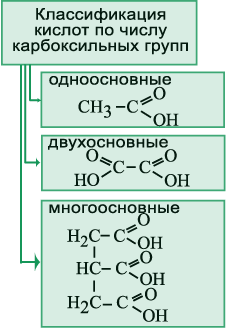 Классификация
кислот по числу
карбоксильных групп
одноосновные
O
CH3–C
OH
двухосновные
O O
C–C
HO OH
многоосновные
O
H2C–C
OH
O
HC–C
OH
O
H2C–C
OH